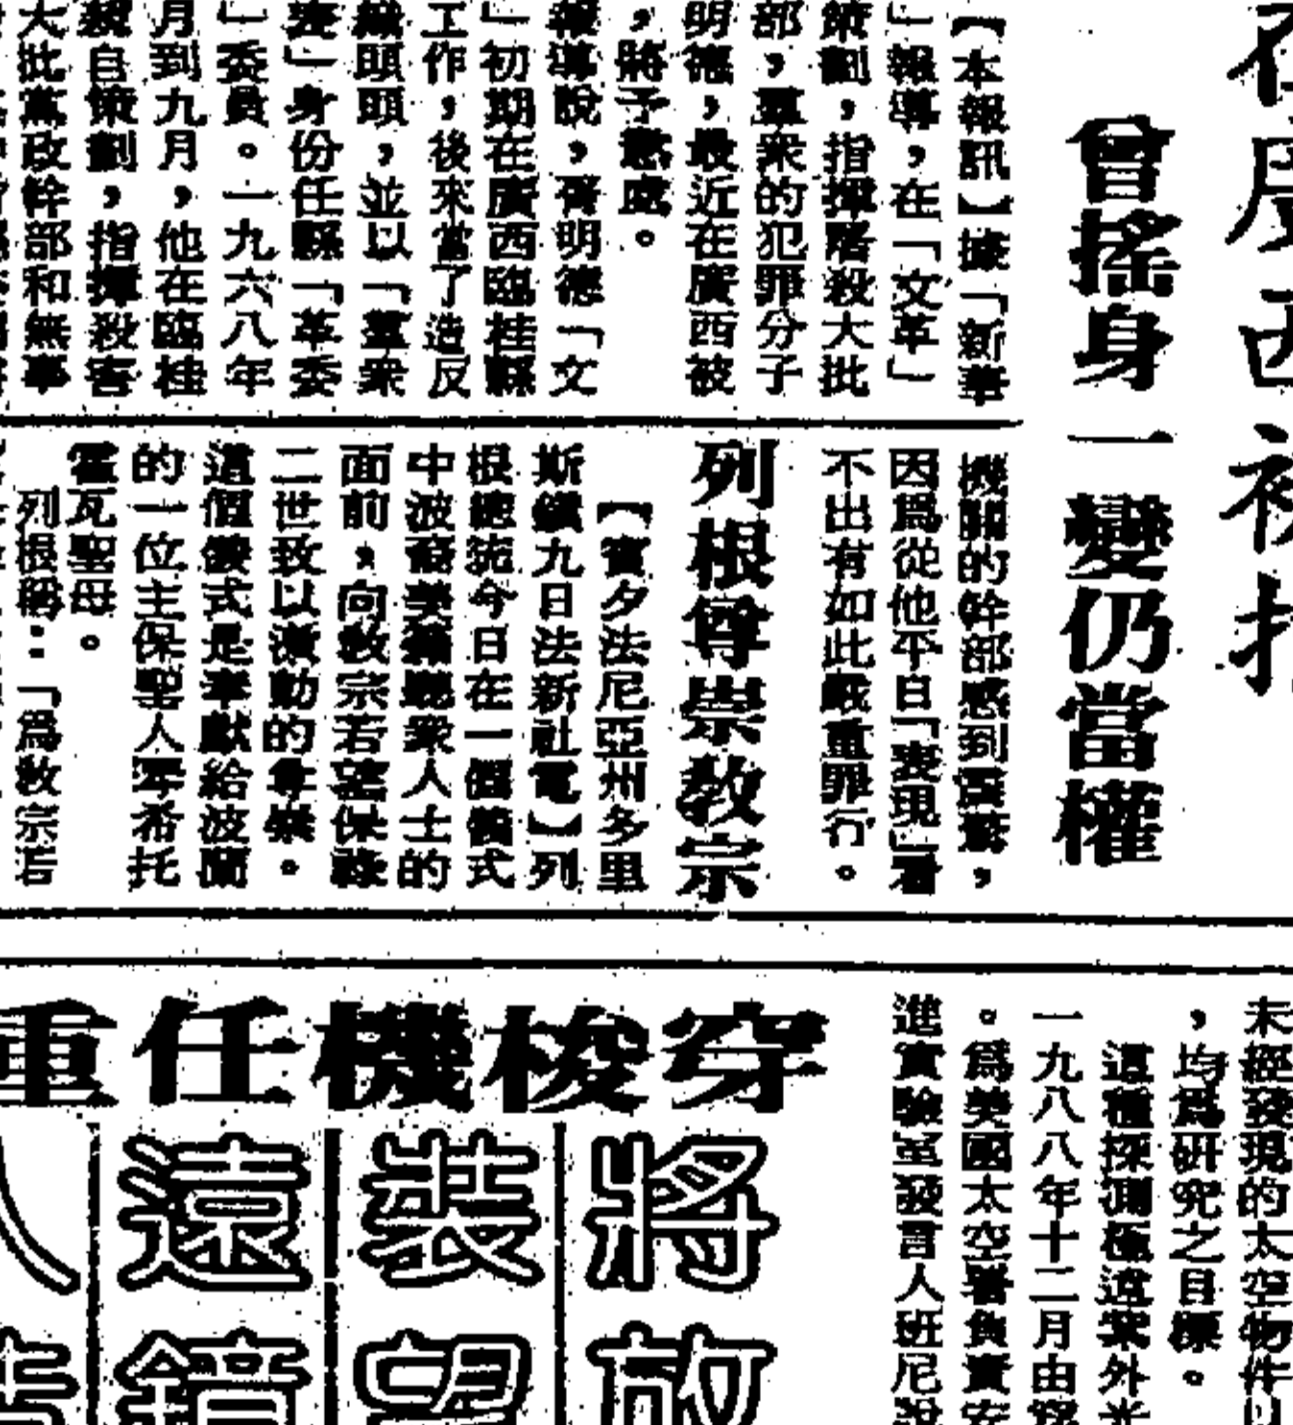 在廣西被扣
曾搖身一變仍當權
【本報訊】據「新華
」報導，在「文革」
策劃，指揮屠殺大批
部，羣衆的犯罪分子
明德，最近在廣西被
，將予懲處。
報導說，胥明德「文
」初期在廣西臨桂縣
工作，後來當了造反
織頭頭，並以「羣衆
表」身份任縣「革委
」委員。一九六八年
月到九月，他在臨桂
親自策劃，指揮殺害
大批黨政幹部和無辜
機關的幹部感到震驚，
因爲從他平日「表現」看
不出有如此嚴重罪行。
列根尊崇教宗
【賓夕法尼亞州多里
斯鎮九日法新社電】列
根總統今日在一個儀式
中波裔美籍聽衆人士的
面前，向教宗若望保祿
二世致以激動的尊崇。
這個儀式是奉獻給波蘭
的一位主保聖人琴希托
霍瓦聖母。
列根稱：「爲教宗若
穿梭機任重
將放
裝望
遠鏡
未經發現的太空物件
，均爲研究之目標。
這種探測極遠紫外光
一九八八年十二月由穿
。爲美國太空署負責安
進實驗室發言人班尼說